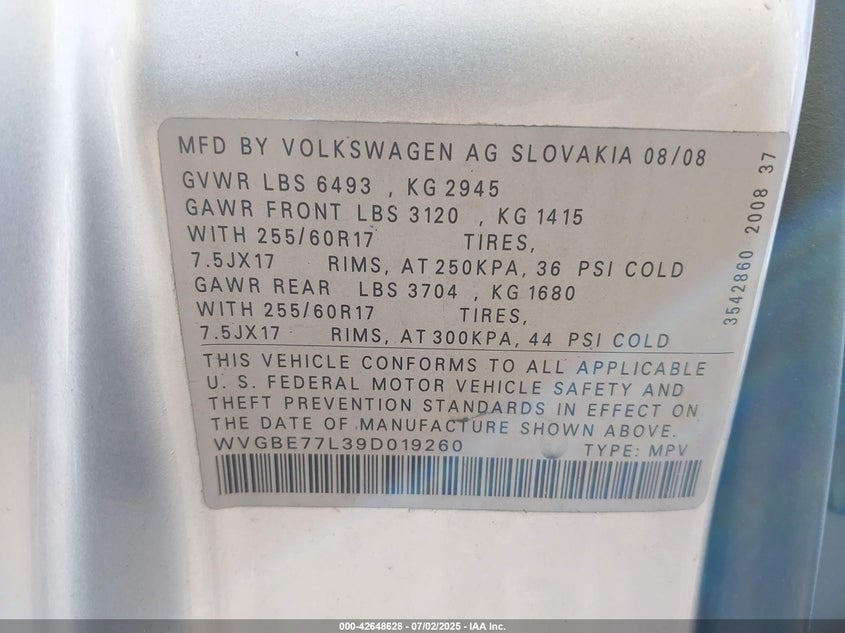 MFD BY VOLKSWAGEN AG SLOVAKIA 08/08
GVWR LBS 6493 , KG 2945
GAWR FRONT LBS 3120 , KG 1415
WITH 255/60R17 TIRES,
7.5JX17 RIMS, AT 250KPA, 36 PSI COLD
GAWR REAR LBS 3704 , KG 1680
WITH 255/60R17 TIRES,
7.5JX17 RIMS, AT 300KPA, 44 PSI COLD
THIS VEHICLE CONFORMS TO ALL APPLICABLE
U. S. FEDERAL MOTOR VEHICLE SAFETY AND
THEFT PREVENTION STANDARDS IN EFFECT ON
THE DATE OF MANUFACTURE SHOWN ABOVE.
WVGBE77L39D019260 TYPE: MPV
3542860 2008 37
000-42648628 - 07/02/2025 - IAA Inc.